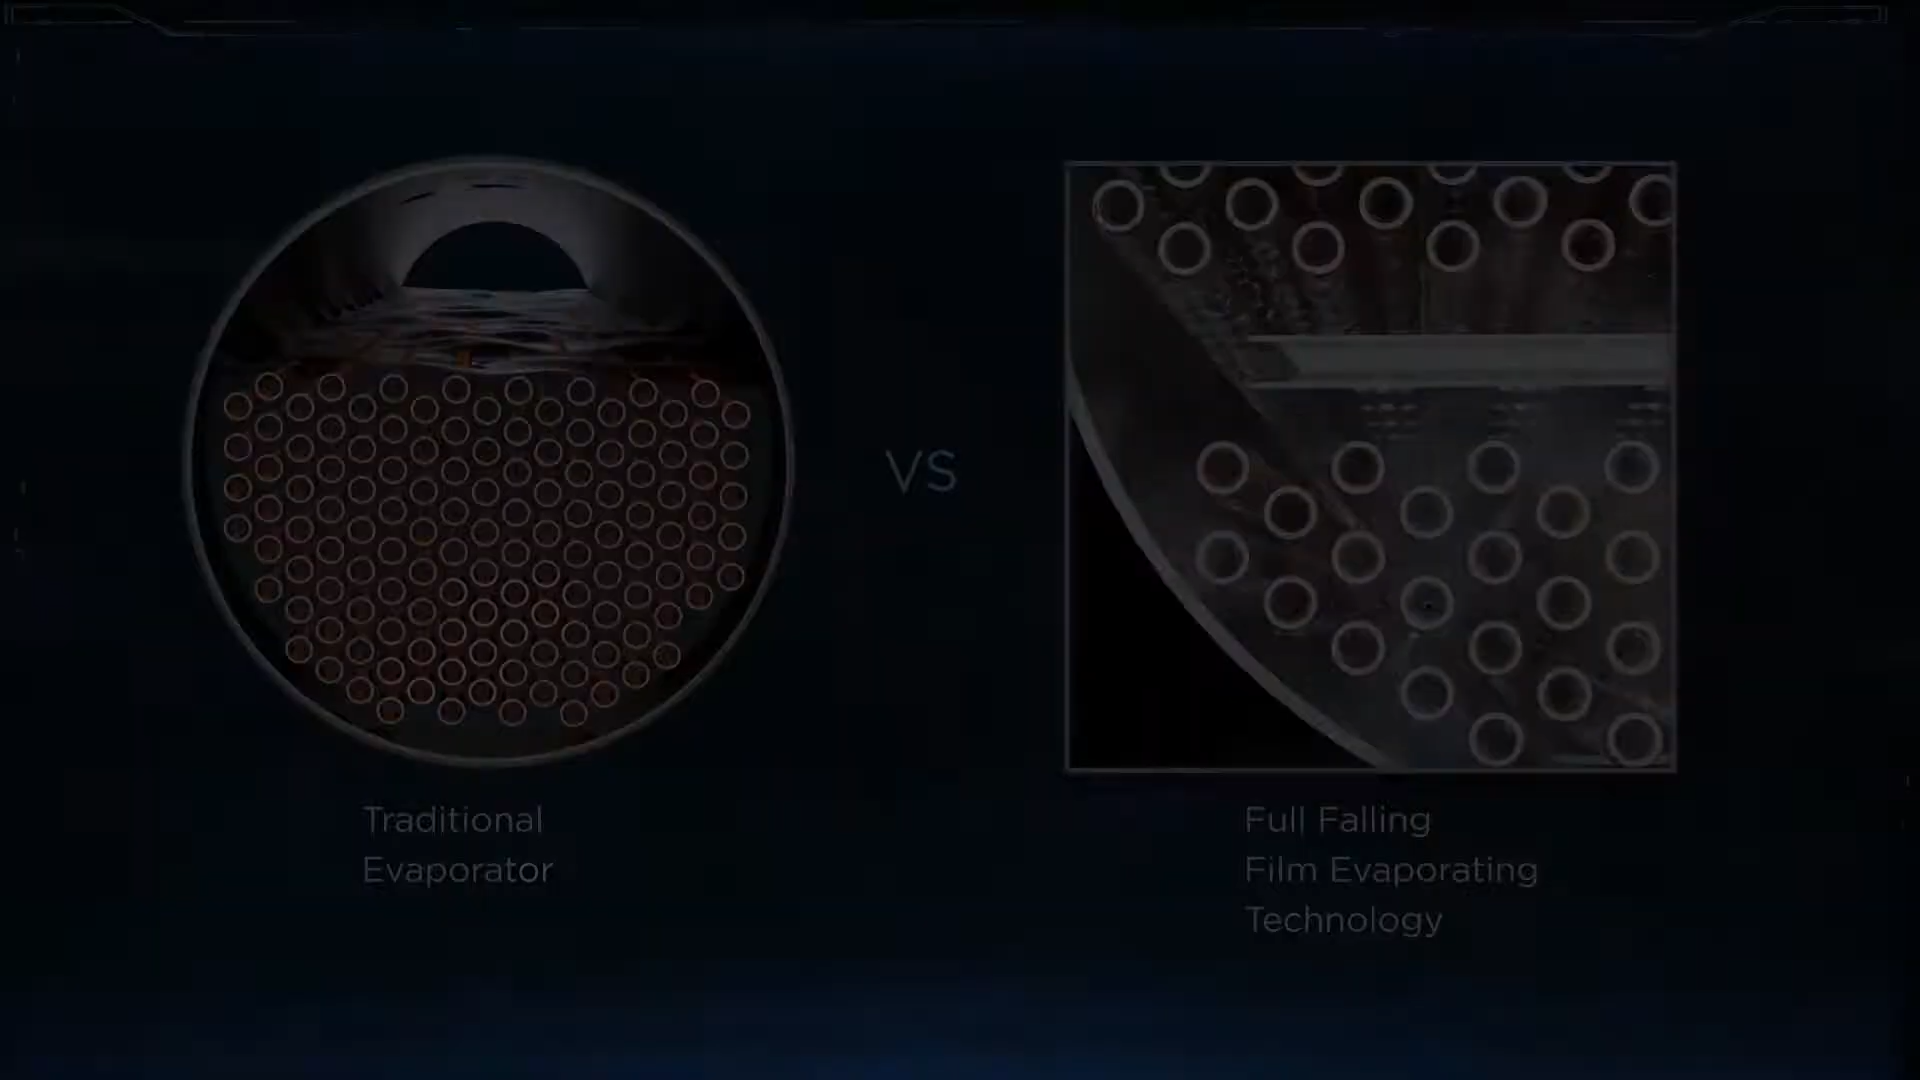 VS
Traditional
Evaporator
Full Falling
Film Evaporating
Technology